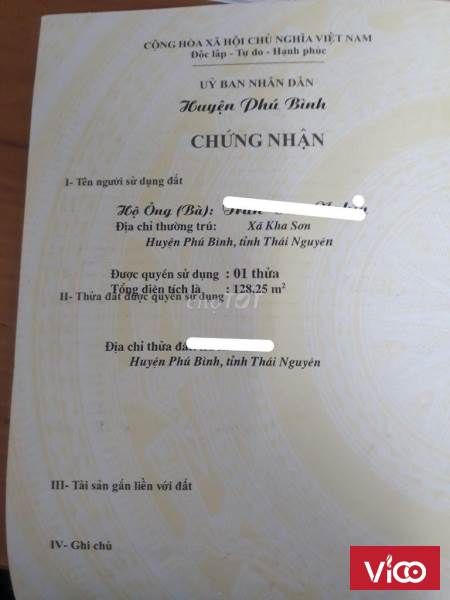 CỘNG HÒA XÃ HỘI CHỦ NGHĨA VIỆT NAM
Độc lập - Tự do - Hạnh phúc
UỶ BAN NHÂN DÂN
Huyện Phú Bình
CHỨNG NHẬN
I- Tên người sử dụng đất
Hộ Ông (Bà):
Địa chỉ thường trú: Xã Kha Sơn
Huyện Phú Bình, tỉnh Thái Nguyên
Được quyền sử dụng : 01 thửa
Tổng diện tích là : 128,25 m²
II- Thửa đất được quyền sử dụng
CHỢ TỐT
Địa chỉ thửa
Huyện Phú Bình, tỉnh Thái Nguyên
III- Tài sản gắn liền với đất
IV- Ghi chú
Vico